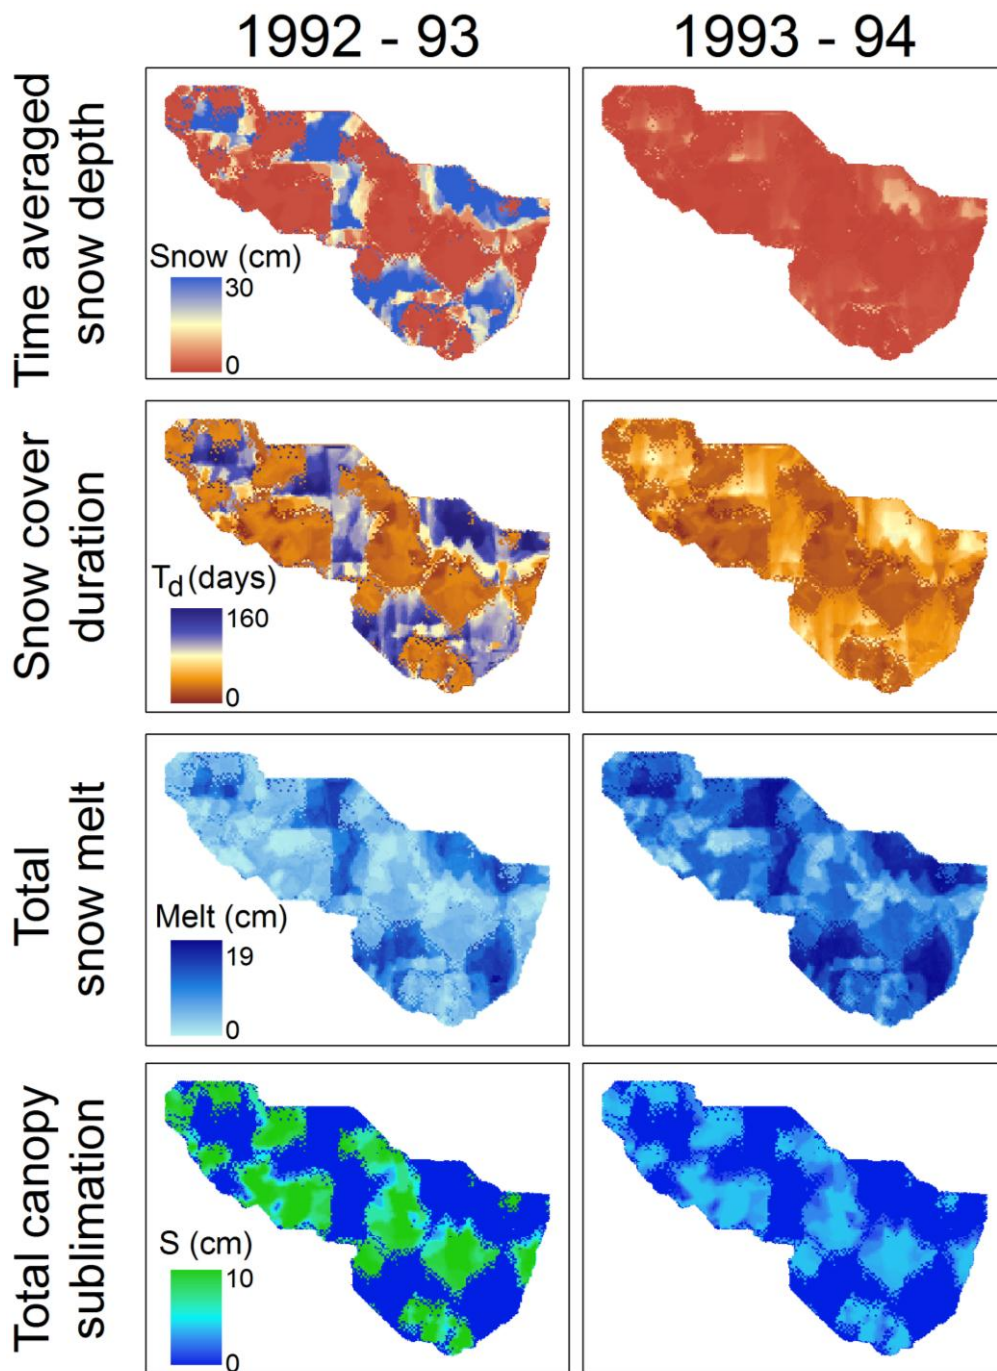 1992 - 93
1993 - 94
Time averaged
snow depth
Snow (cm)
30
0
Snow cover
duration
Td (days)
160
0
Total
snow melt
Melt (cm)
19
0
Total canopy
sublimation
S (cm)
10
0